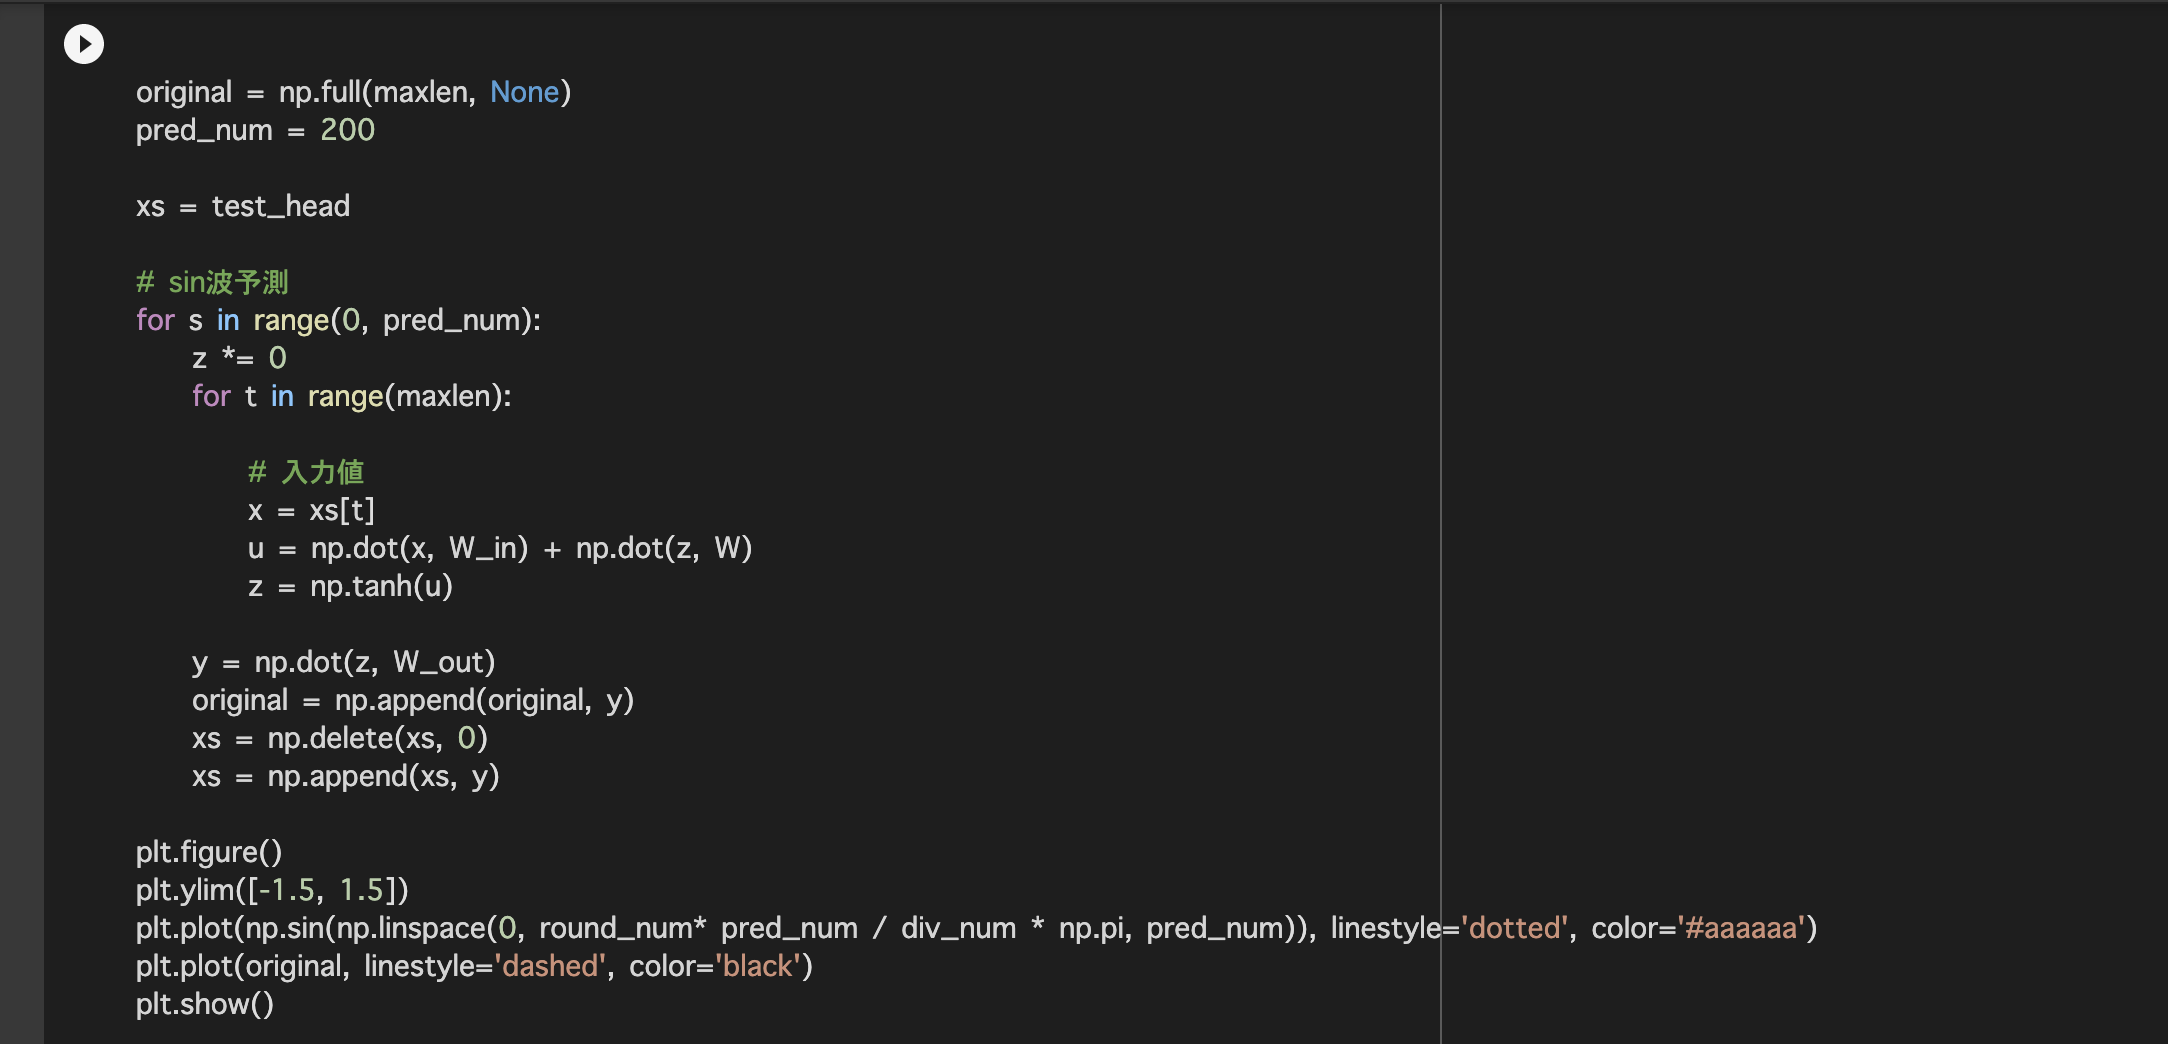 original = np.full(maxlen, None)
pred_num = 200
xs = test_head
# sin波予測
for s in range(0, pred_num):
    z *= 0
    for t in range(maxlen):
        # 入力値
        x = xs[t]
        u = np.dot(x, W_in) + np.dot(z, W)
        z = np.tanh(u)
    y = np.dot(z, W_out)
    original = np.append(original, y)
    xs = np.delete(xs, 0)
    xs = np.append(xs, y)
plt.figure()
plt.ylim([-1.5, 1.5])
plt.plot(np.sin(np.linspace(0, round_num* pred_num / div_num * np.pi, pred_num)), linestyle='dotted', color='#aaaaaa')
plt.plot(original, linestyle='dashed', color='black')
plt.show()